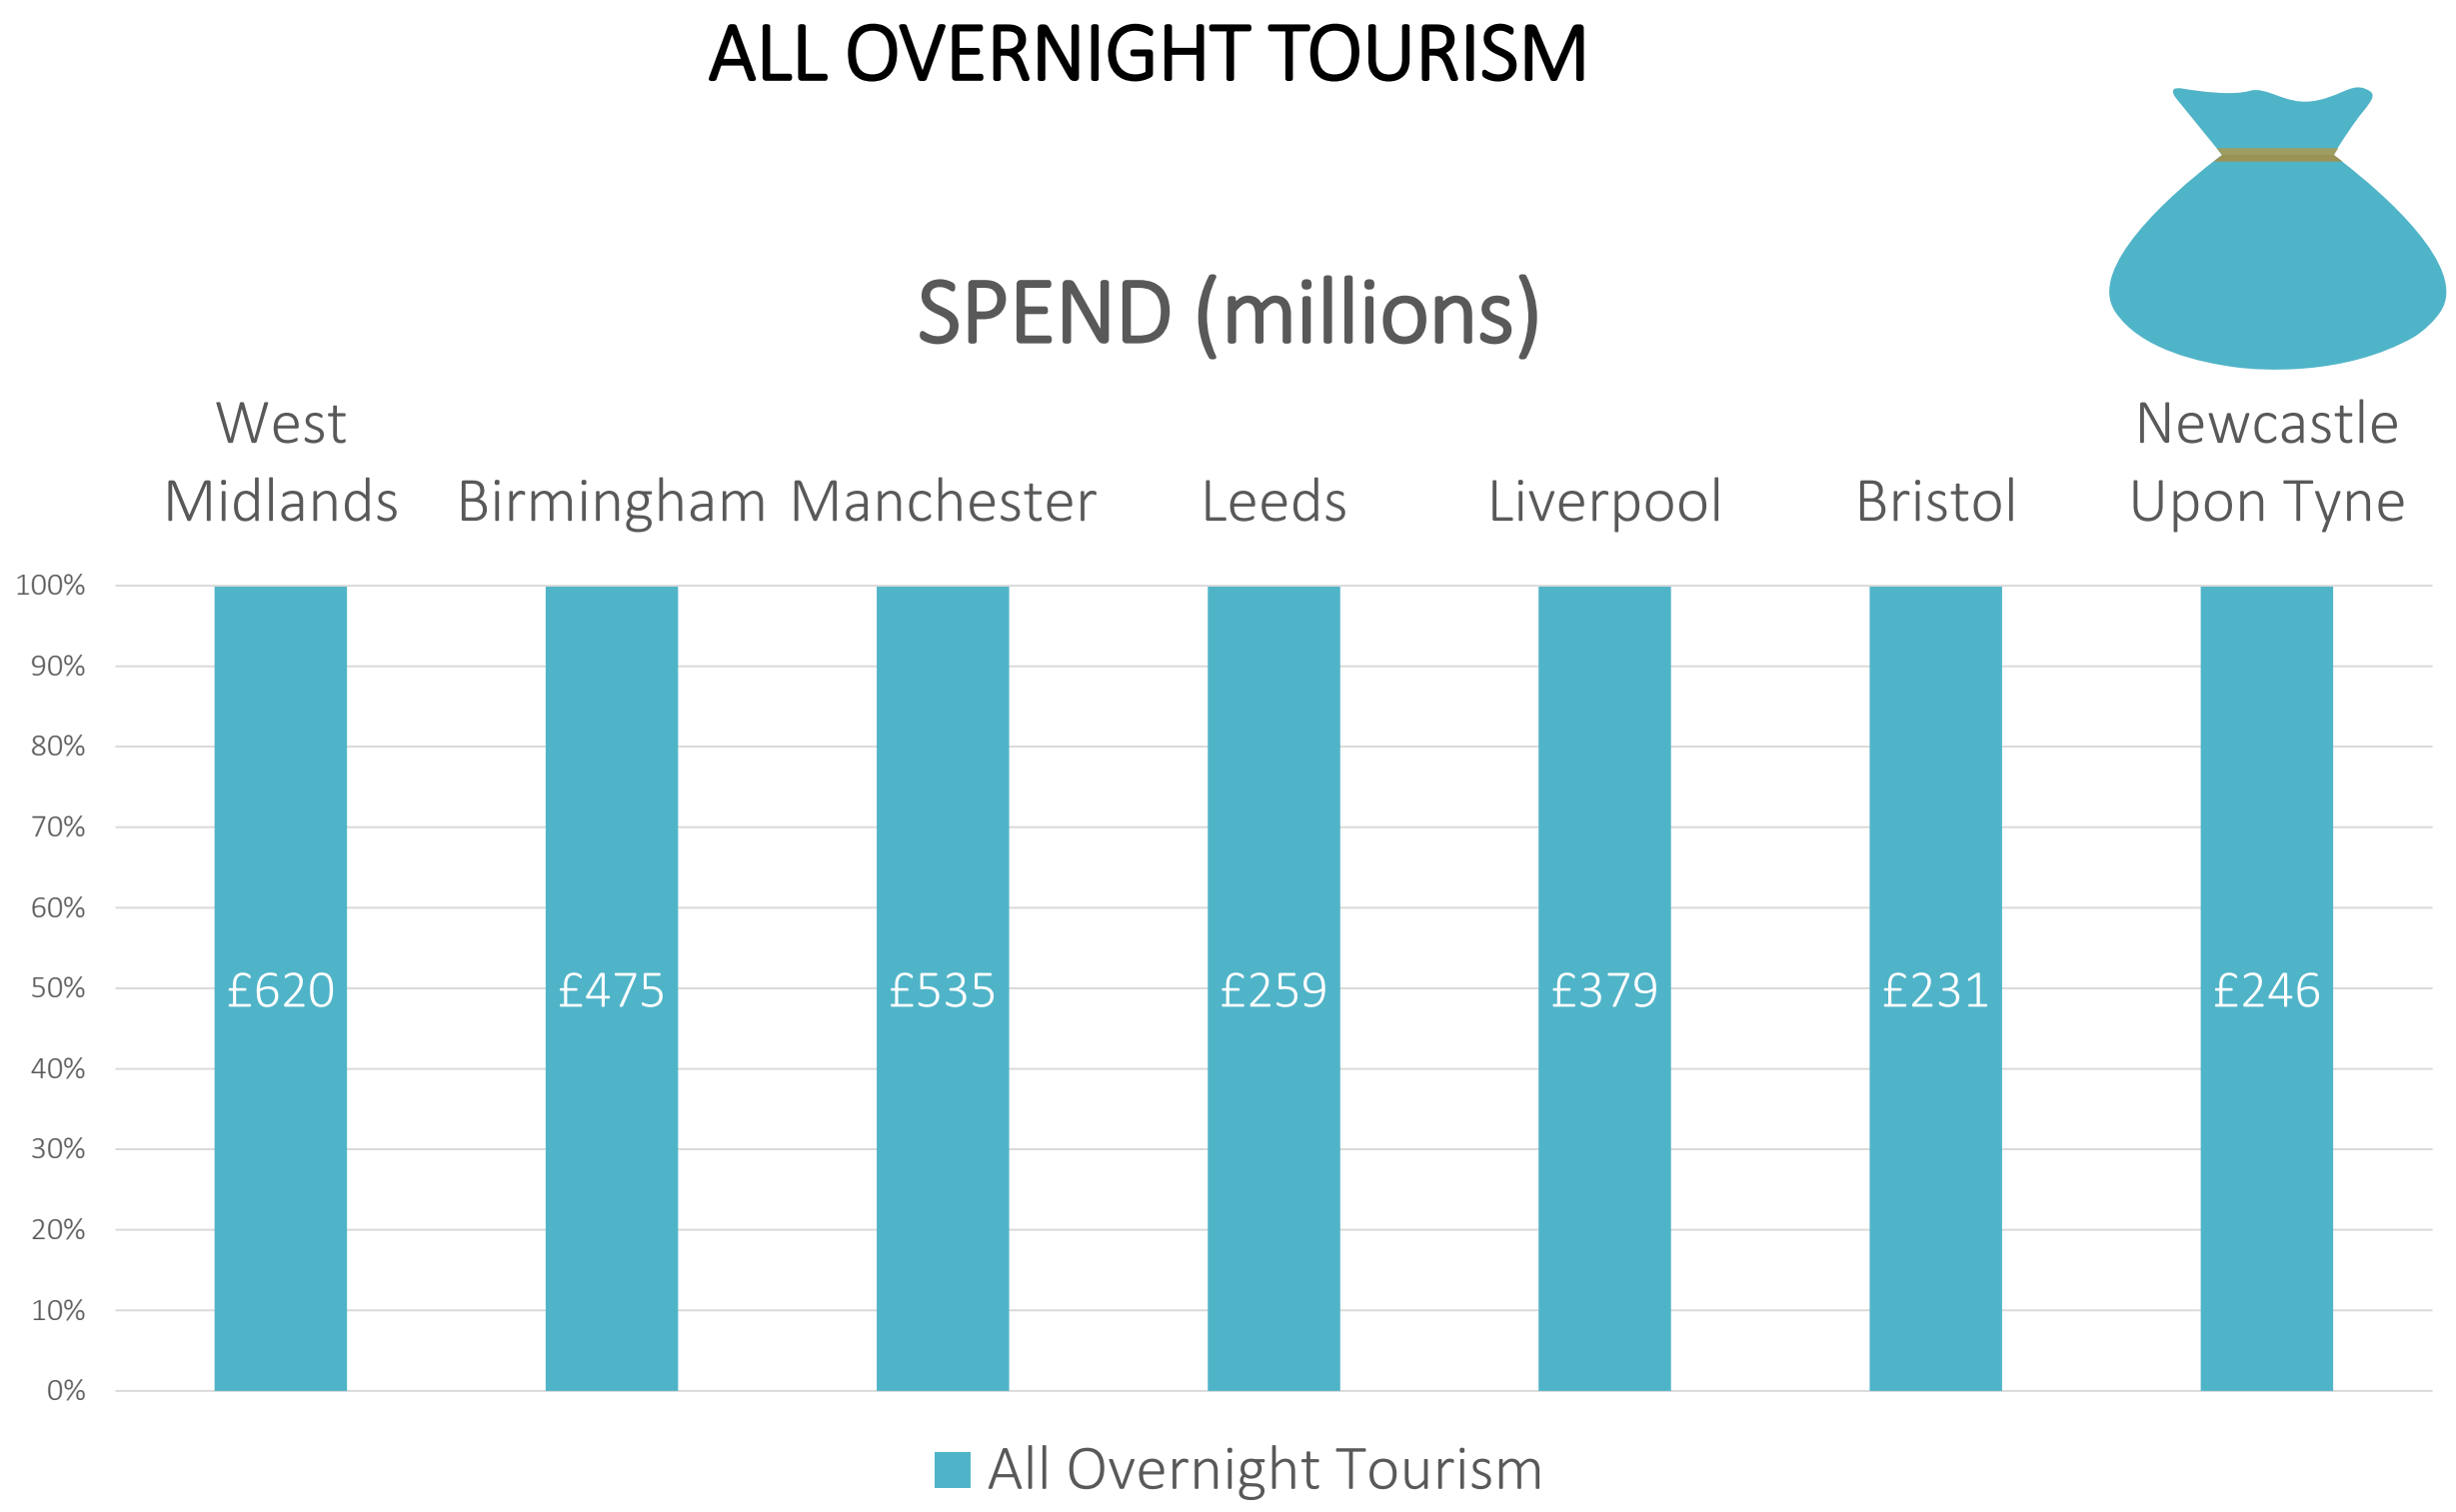 ALL OVERNIGHT TOURISM
SPEND (millions)
West
Midlands
Birmingham
Manchester
Leeds
Liverpool
Bristol
Newcastle
Upon Tyne
100%
90%
80%
70%
60%
50%
40%
30%
20%
10%
0%
£620
£475
£535
£259
£379
£231
£246
All Overnight Tourism